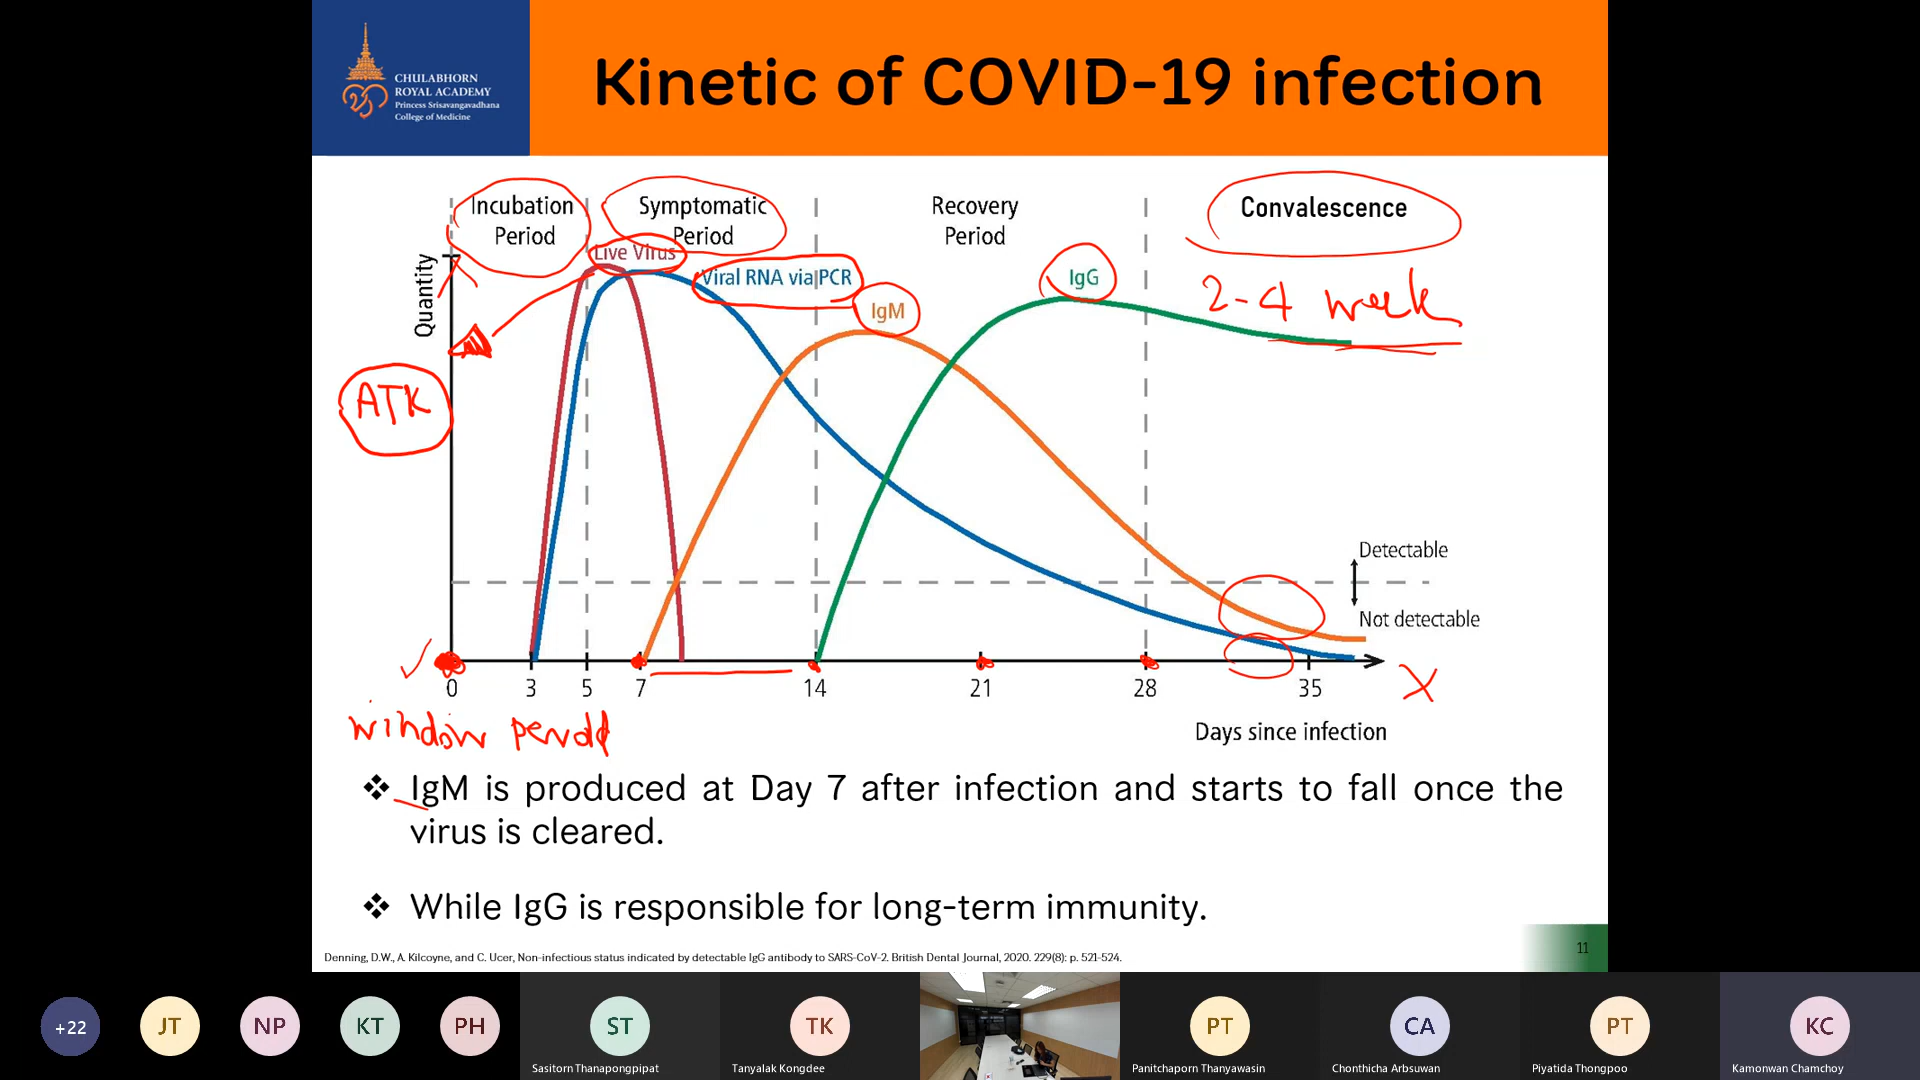 CHULABHORN
ROYAL ACADEMY
Princess Srisavangavadhana
College of Medicine
Kinetic of COVID-19 infection
Incubation
Period
Symptomatic
Period
Recovery
Period
Convalescence
Live Virus
Viral RNA via PCR
IgM
IgG
2-4 week
Quantity
ATK
Detectable
Not detectable
0 3 5 7 14 21 28 35
X
Days since infection
window period
❖ IgM is produced at Day 7 after infection and starts to fall once the
virus is cleared.
❖ While IgG is responsible for long-term immunity.
Denning, D.W., A. Kilcoyne, and C. Ucer, Non-infectious status indicated by detectable IgG antibody to SARS-CoV-2. British Dental Journal, 2020. 229(8): p. 521-524.
11
+22
JT
NP
KT
PH
ST
Sasitorn Thanapongpipat
TK
Tanyalak Kongdee
PT
Panitchaporn Thanyawasin
CA
Chonthicha Arbsuwan
PT
Piyatida Thongpoo
KC
Kamonwan Chamchoy